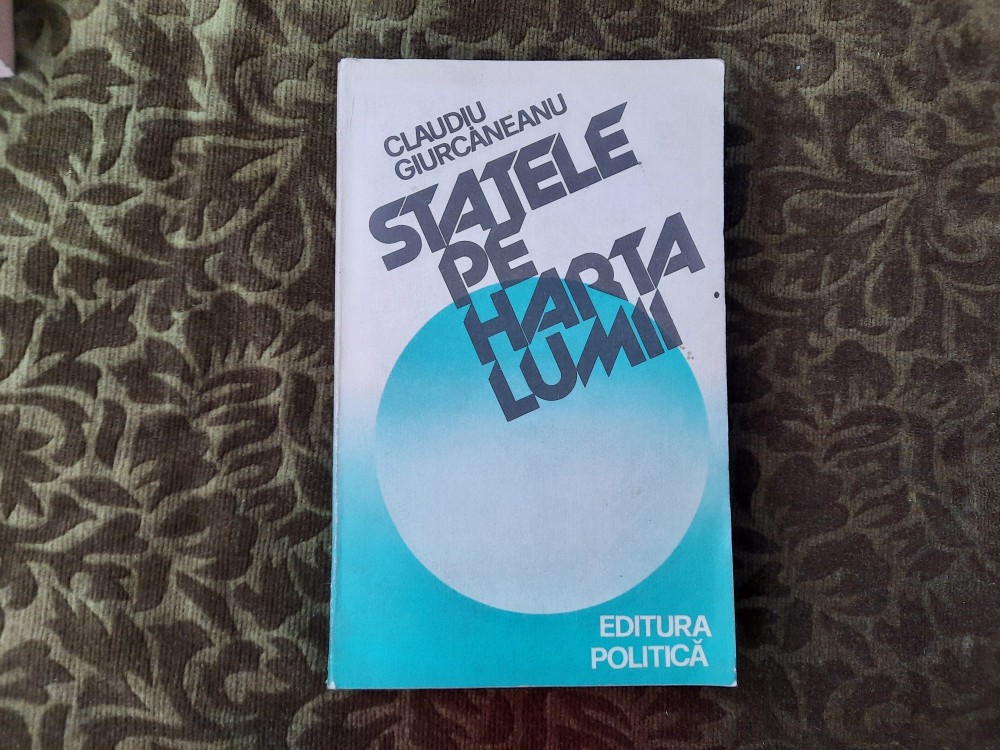 CLAUDIU
GIURCĂNEANU
STATELE
PE
HARTA
LUMII
EDITURA
POLITICĂ